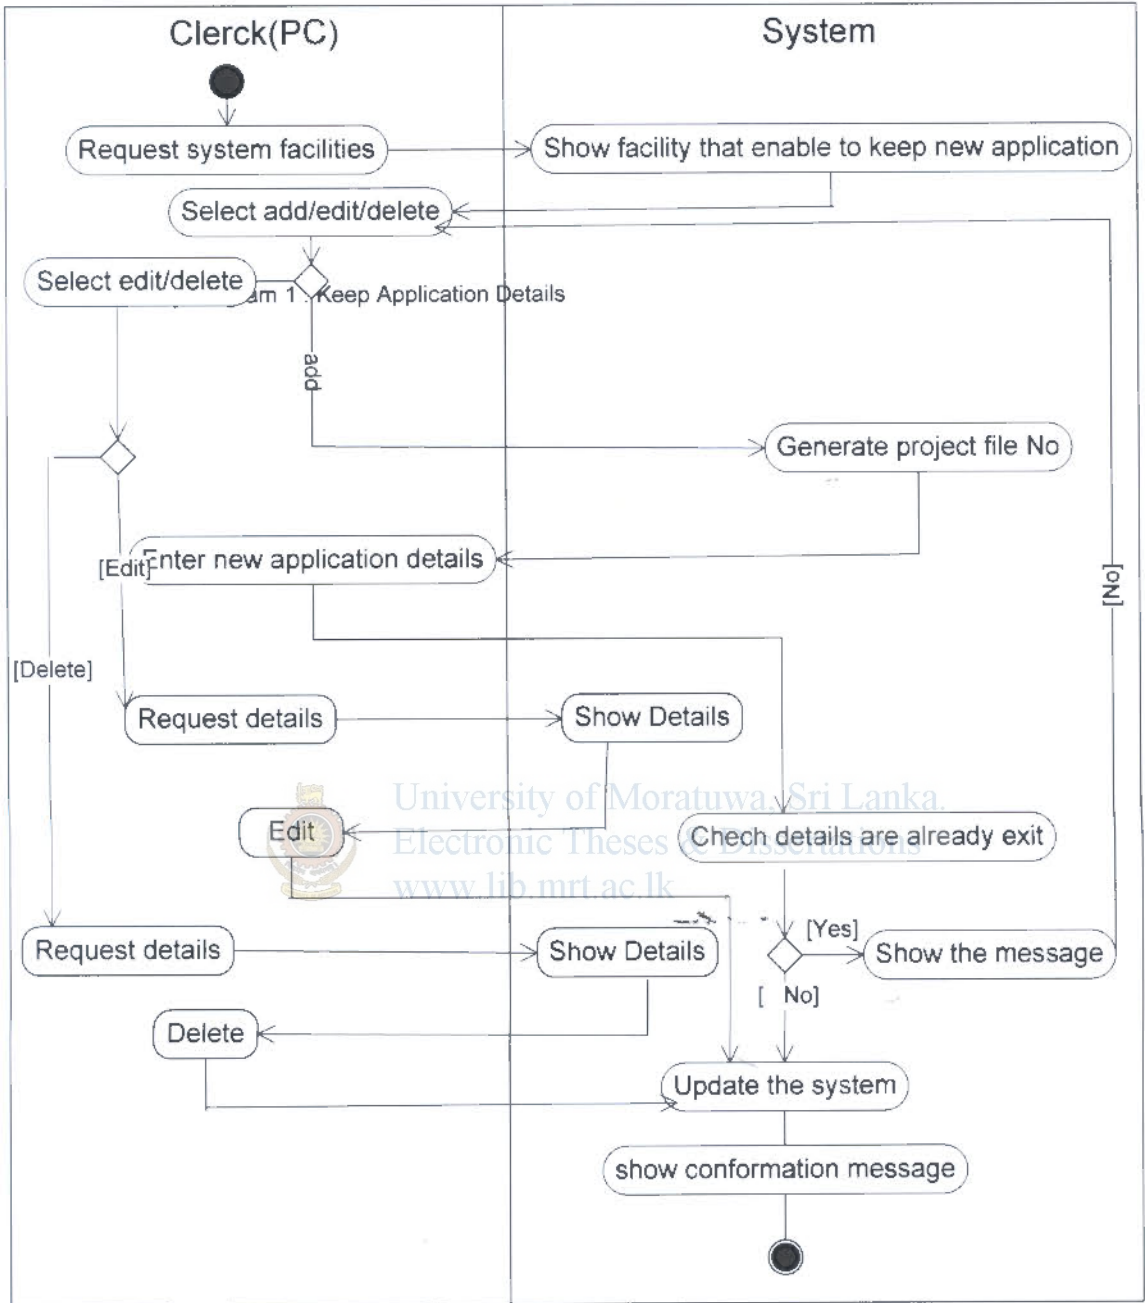 Clerck(PC)
System
Request system facilities
Show facility that enable to keep new application
Select add/edit/delete
Select edit/delete
am 1 : Keep Application Details
add
Generate project file No
[Edit]
Enter new application details
[No]
[Delete]
Request details
Show Details
University of Moratuwa, Sri Lanka.
Electronic Theses & Dissertations
www.lib.mrt.ac.lk
Edit
Chech details are already exit
Request details
Show Details
[Yes]
Show the message
[ No]
Delete
Update the system
show conformation message